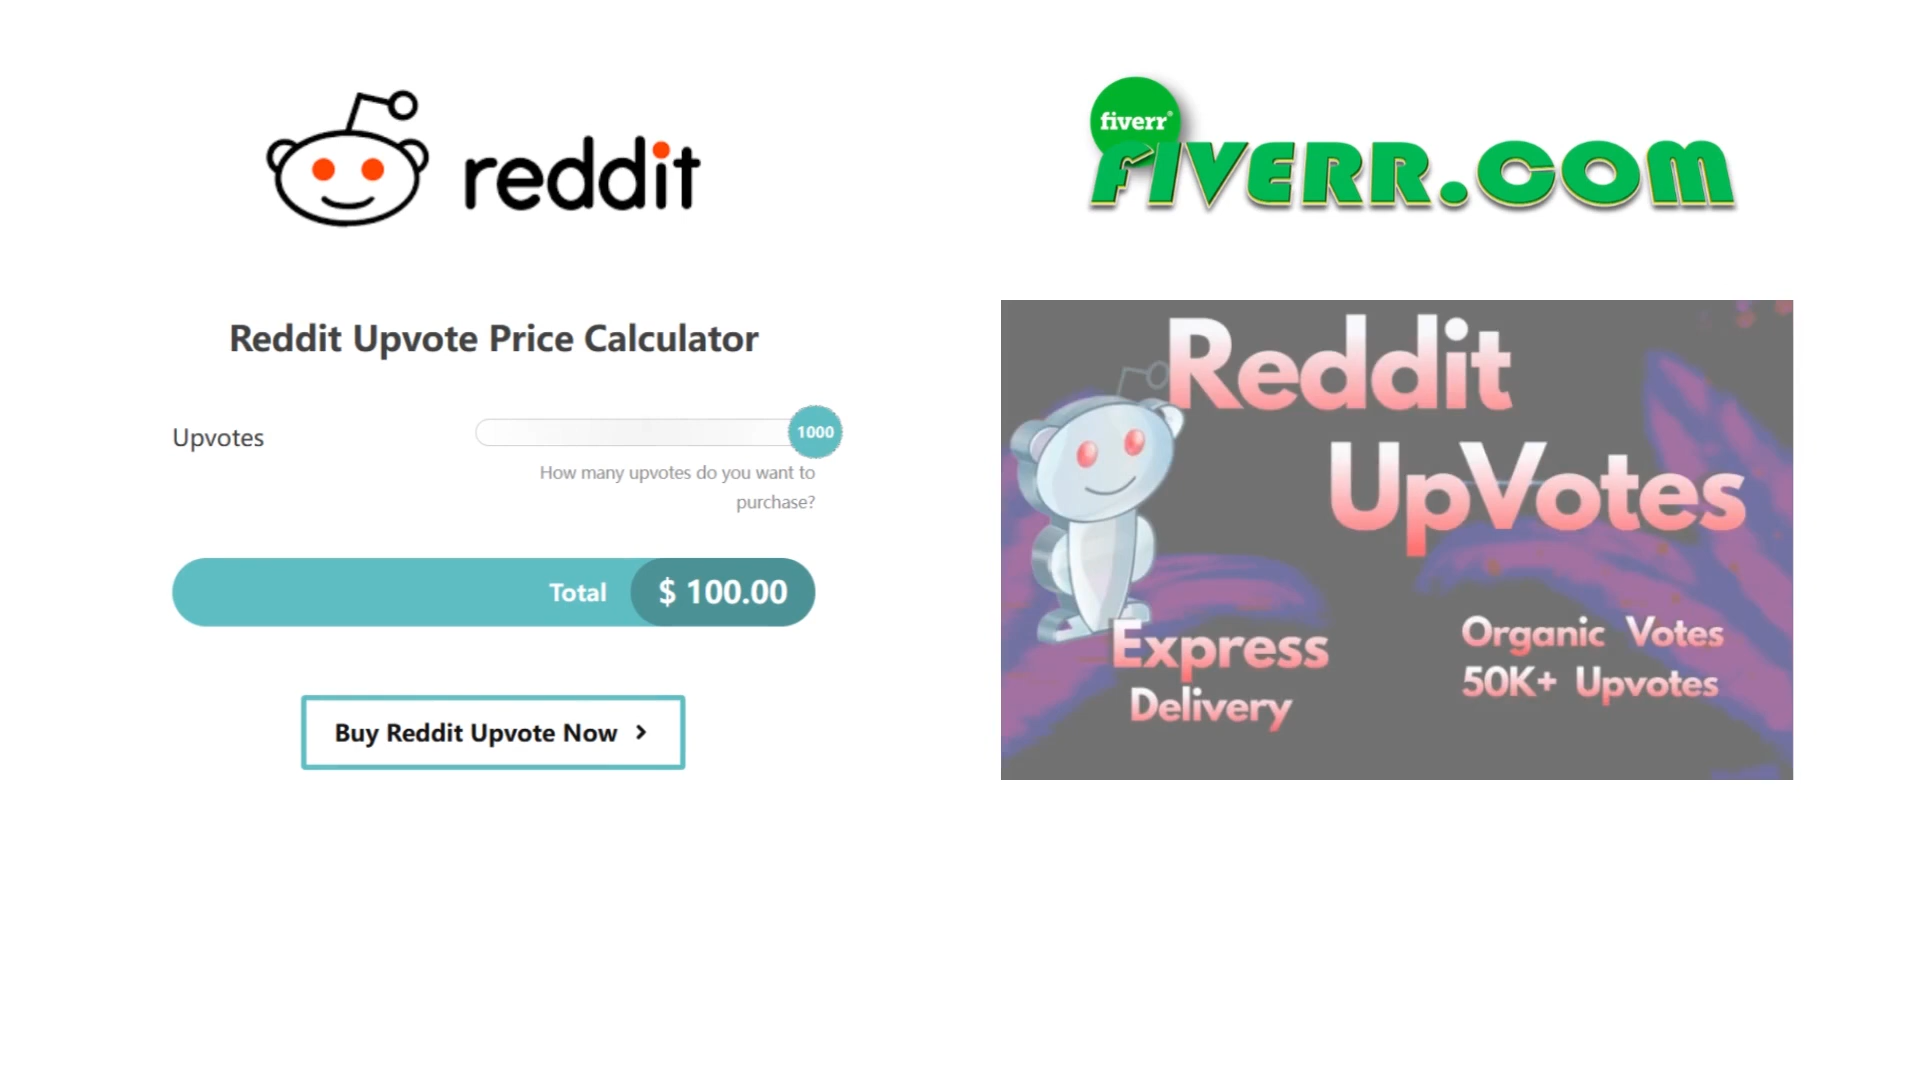 reddit
Reddit Upvote Price Calculator
Upvotes
1000
How many upvotes do you want to
purchase?
Total
$ 100.00
Buy Reddit Upvote Now
fiverr®
FIVERR.COM
Reddit
UpVotes
Express
Delivery
Organic Votes
50K+ Upvotes